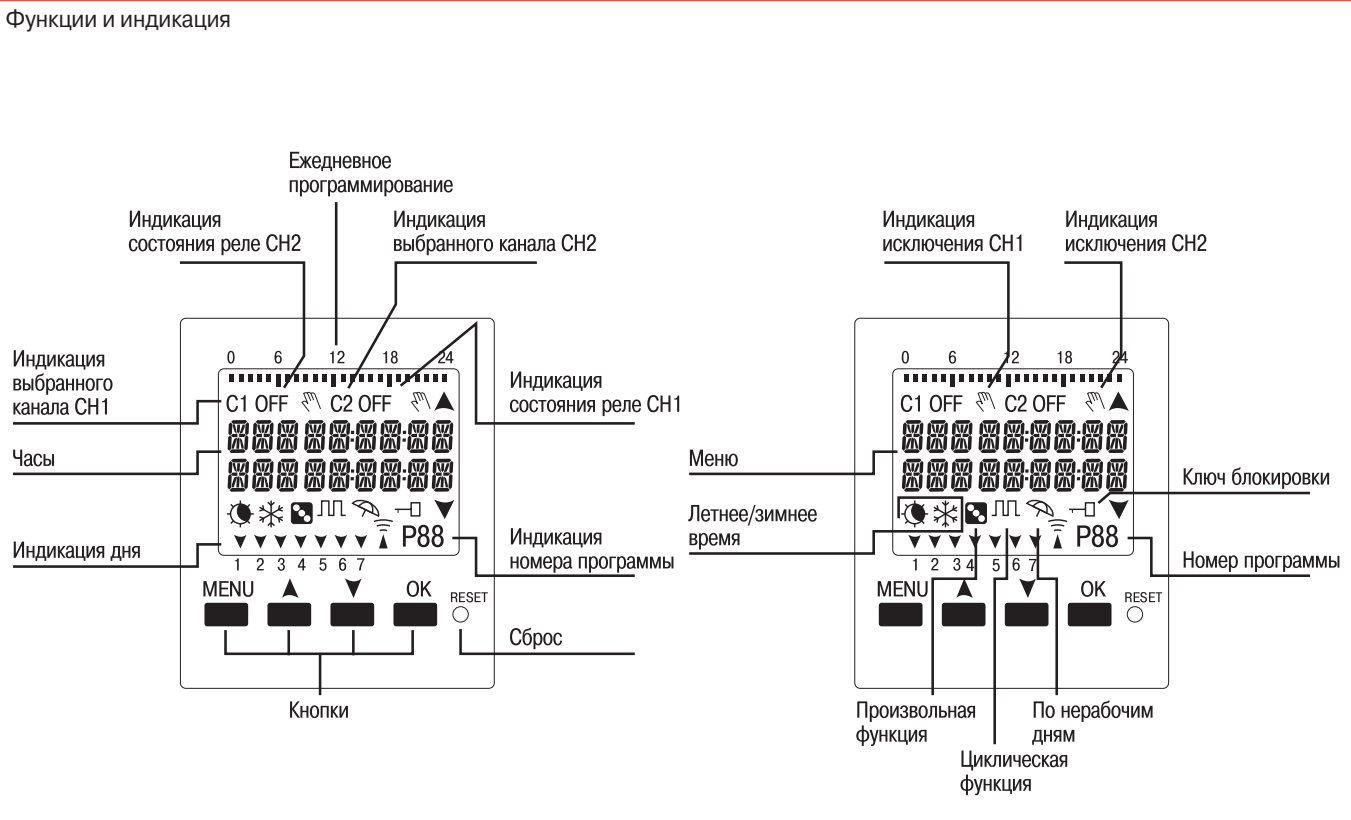 Функции и индикация
Ежедневное
программирование
Индикация
состояния реле CH2
Индикация
выбранного канала CH2
Индикация
выбранного
канала CH1
Часы
Индикация дня
0 6 12 18 24
C1 OFF C2 OFF
P88
1 2 3 4 5 6 7
MENU OK RESET
Индикация
состояния реле CH1
Индикация
номера программы
Сброс
Кнопки
Индикация
исключения CH1
Индикация
исключения CH2
Меню
Летнее/зимнее
время
0 6 12 18 24
C1 OFF C2 OFF
P88
1 2 3 4 5 6 7
MENU OK RESET
Ключ блокировки
Номер программы
Произвольная
функция
Циклическая
функция
По нерабочим
дням